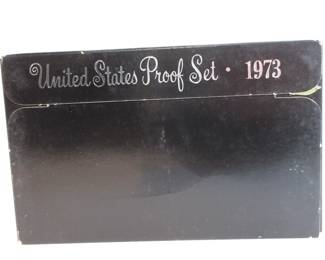 United States Proof Set · 1973